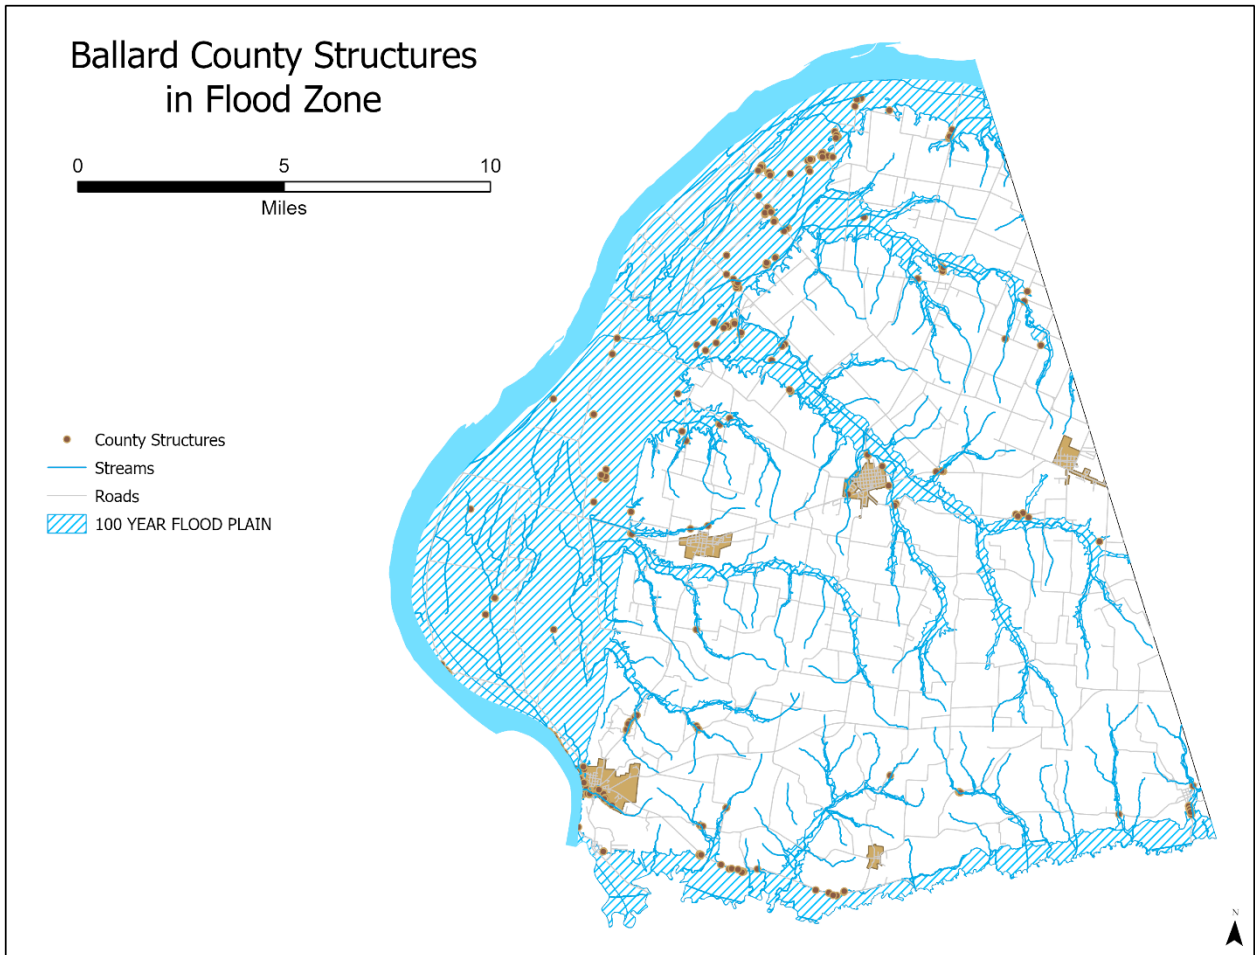 Ballard County Structures
in Flood Zone
0 5 10
Miles
County Structures
Streams
Roads
100 YEAR FLOOD PLAIN
N